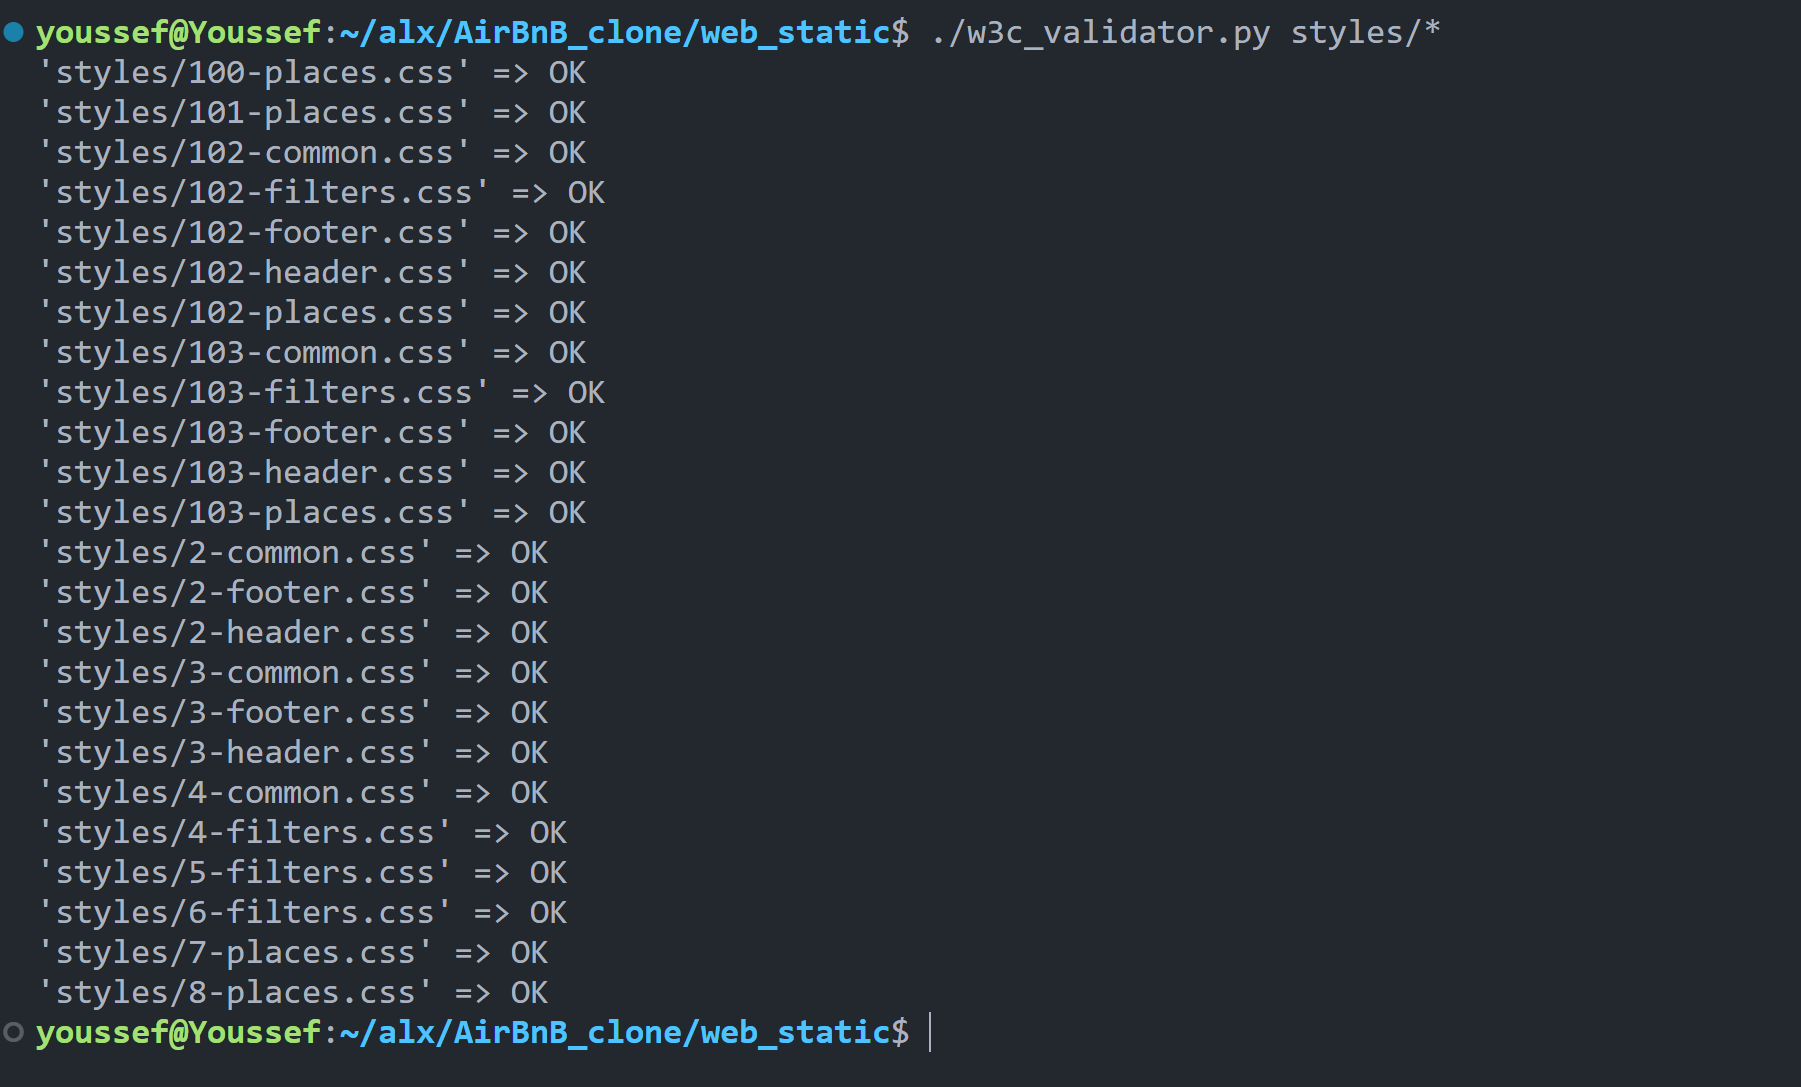 youssef@Youssef:~/alx/AirBnB_clone/web_static$ ./w3c_validator.py styles/*
'styles/100-places.css' => OK
'styles/101-places.css' => OK
'styles/102-common.css' => OK
'styles/102-filters.css' => OK
'styles/102-footer.css' => OK
'styles/102-header.css' => OK
'styles/102-places.css' => OK
'styles/103-common.css' => OK
'styles/103-filters.css' => OK
'styles/103-footer.css' => OK
'styles/103-header.css' => OK
'styles/103-places.css' => OK
'styles/2-common.css' => OK
'styles/2-footer.css' => OK
'styles/2-header.css' => OK
'styles/3-common.css' => OK
'styles/3-footer.css' => OK
'styles/3-header.css' => OK
'styles/4-common.css' => OK
'styles/4-filters.css' => OK
'styles/5-filters.css' => OK
'styles/6-filters.css' => OK
'styles/7-places.css' => OK
'styles/8-places.css' => OK
youssef@Youssef:~/alx/AirBnB_clone/web_static$